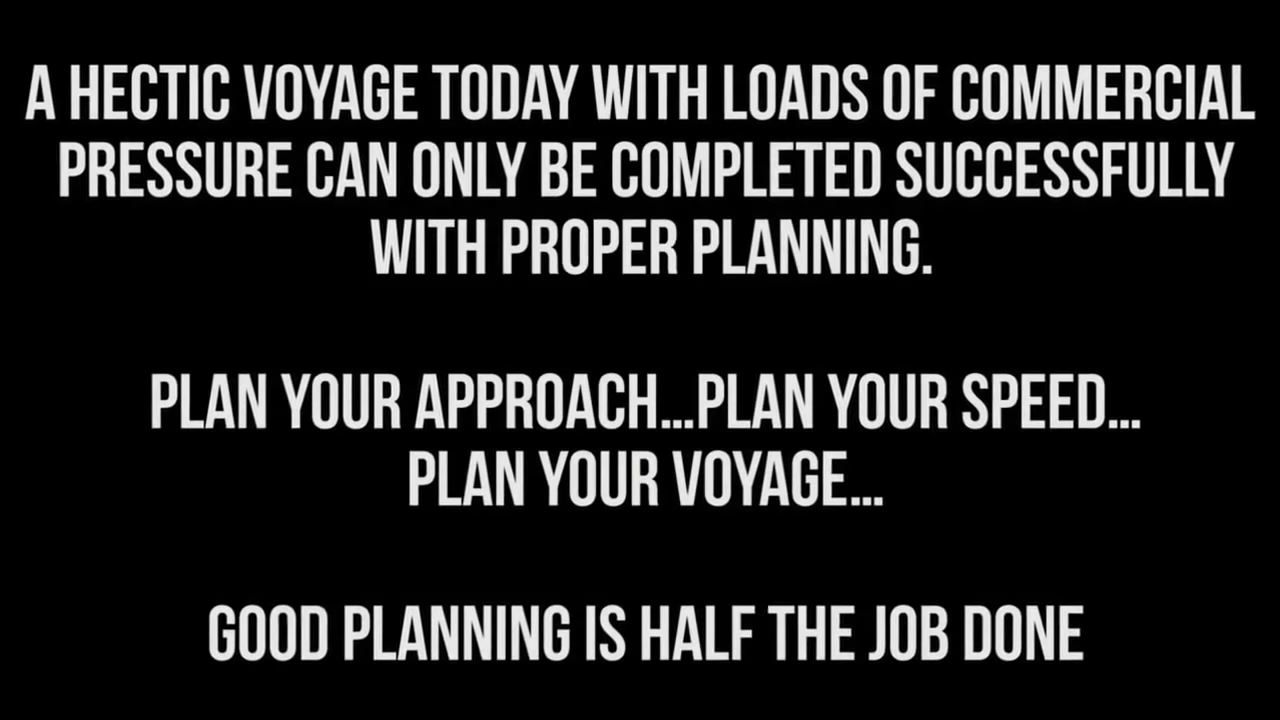 A HECTIC VOYAGE TODAY WITH LOADS OF COMMERCIAL
PRESSURE CAN ONLY BE COMPLETED SUCCESSFULLY
WITH PROPER PLANNING.
PLAN YOUR APPROACH...PLAN YOUR SPEED...
PLAN YOUR VOYAGE...
GOOD PLANNING IS HALF THE JOB DONE